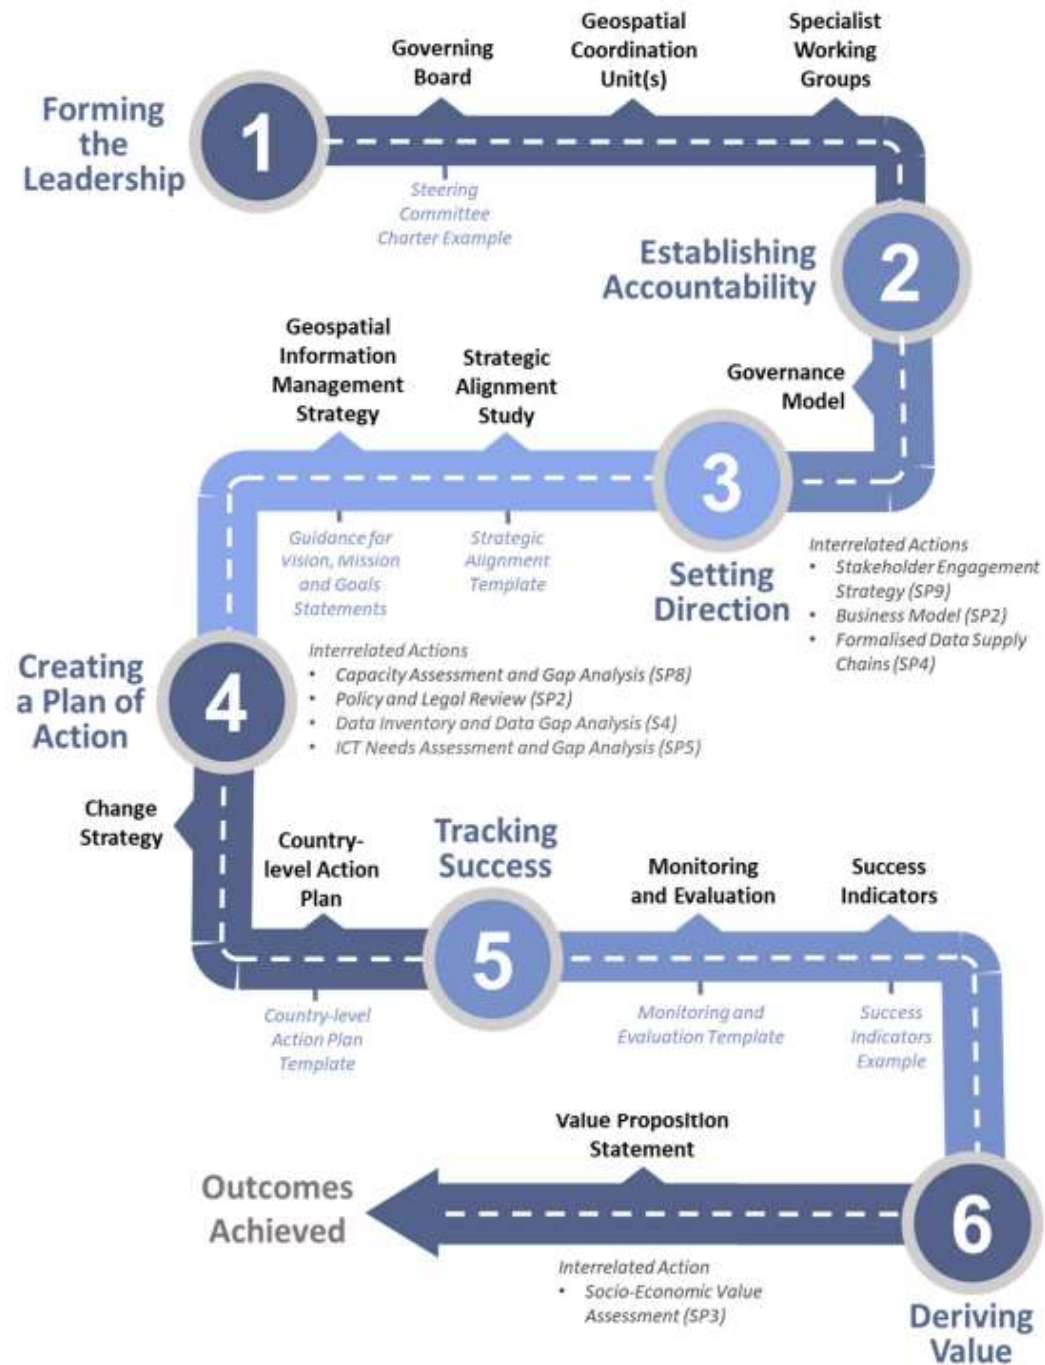 Forming
the
Leadership
1
Governing
Board
Geospatial
Coordination
Unit(s)
Specialist
Working
Groups
Steering
Committee
Charter Example
Establishing
Accountability
2
Governance
Model
Interrelated Actions
• Stakeholder Engagement
Strategy (SP9)
• Business Model (SP2)
• Formalised Data Supply
Chains (SP4)
3
Setting
Direction
Strategic
Alignment
Study
Strategic
Alignment
Template
Geospatial
Information
Management
Strategy
Guidance for
Vision, Mission
and Goals
Statements
Interrelated Actions
• Capacity Assessment and Gap Analysis (SP8)
• Policy and Legal Review (SP2)
• Data Inventory and Data Gap Analysis (S4)
• ICT Needs Assessment and Gap Analysis (SP5)
Creating
a Plan of
Action
4
Change
Strategy
Country-
level Action
Plan
Country-level
Action Plan
Template
Tracking
Success
5
Monitoring
and Evaluation
Success
Indicators
Monitoring and
Evaluation Template
Success
Indicators
Example
6
Deriving
Value
Value Proposition
Statement
Interrelated Action
• Socio-Economic Value
Assessment (SP3)
Outcomes
Achieved